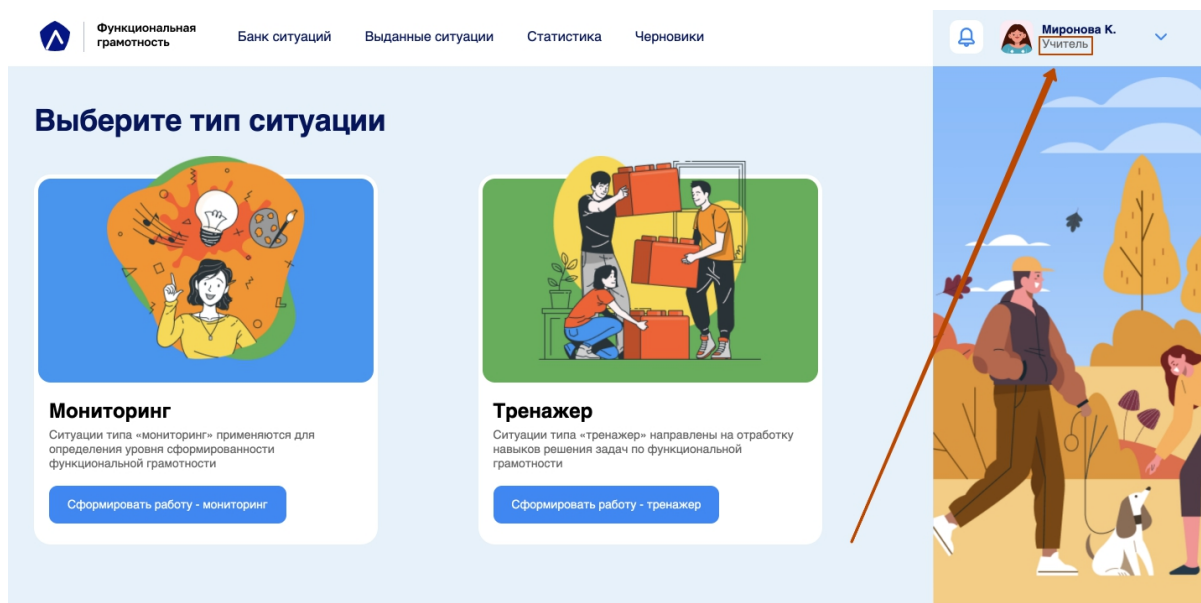 Функциональная
грамотность
Банк ситуаций
Выданные ситуации
Статистика
Черновики
Миронова К.
Учитель
Выберите тип ситуации
Мониторинг
Ситуации типа «мониторинг» применяются для
определения уровня сформированности
функциональной грамотности
Сформировать работу - мониторинг
Тренажер
Ситуации типа «тренажер» направлены на отработку
навыков решения задач по функциональной
грамотности
Сформировать работу - тренажер